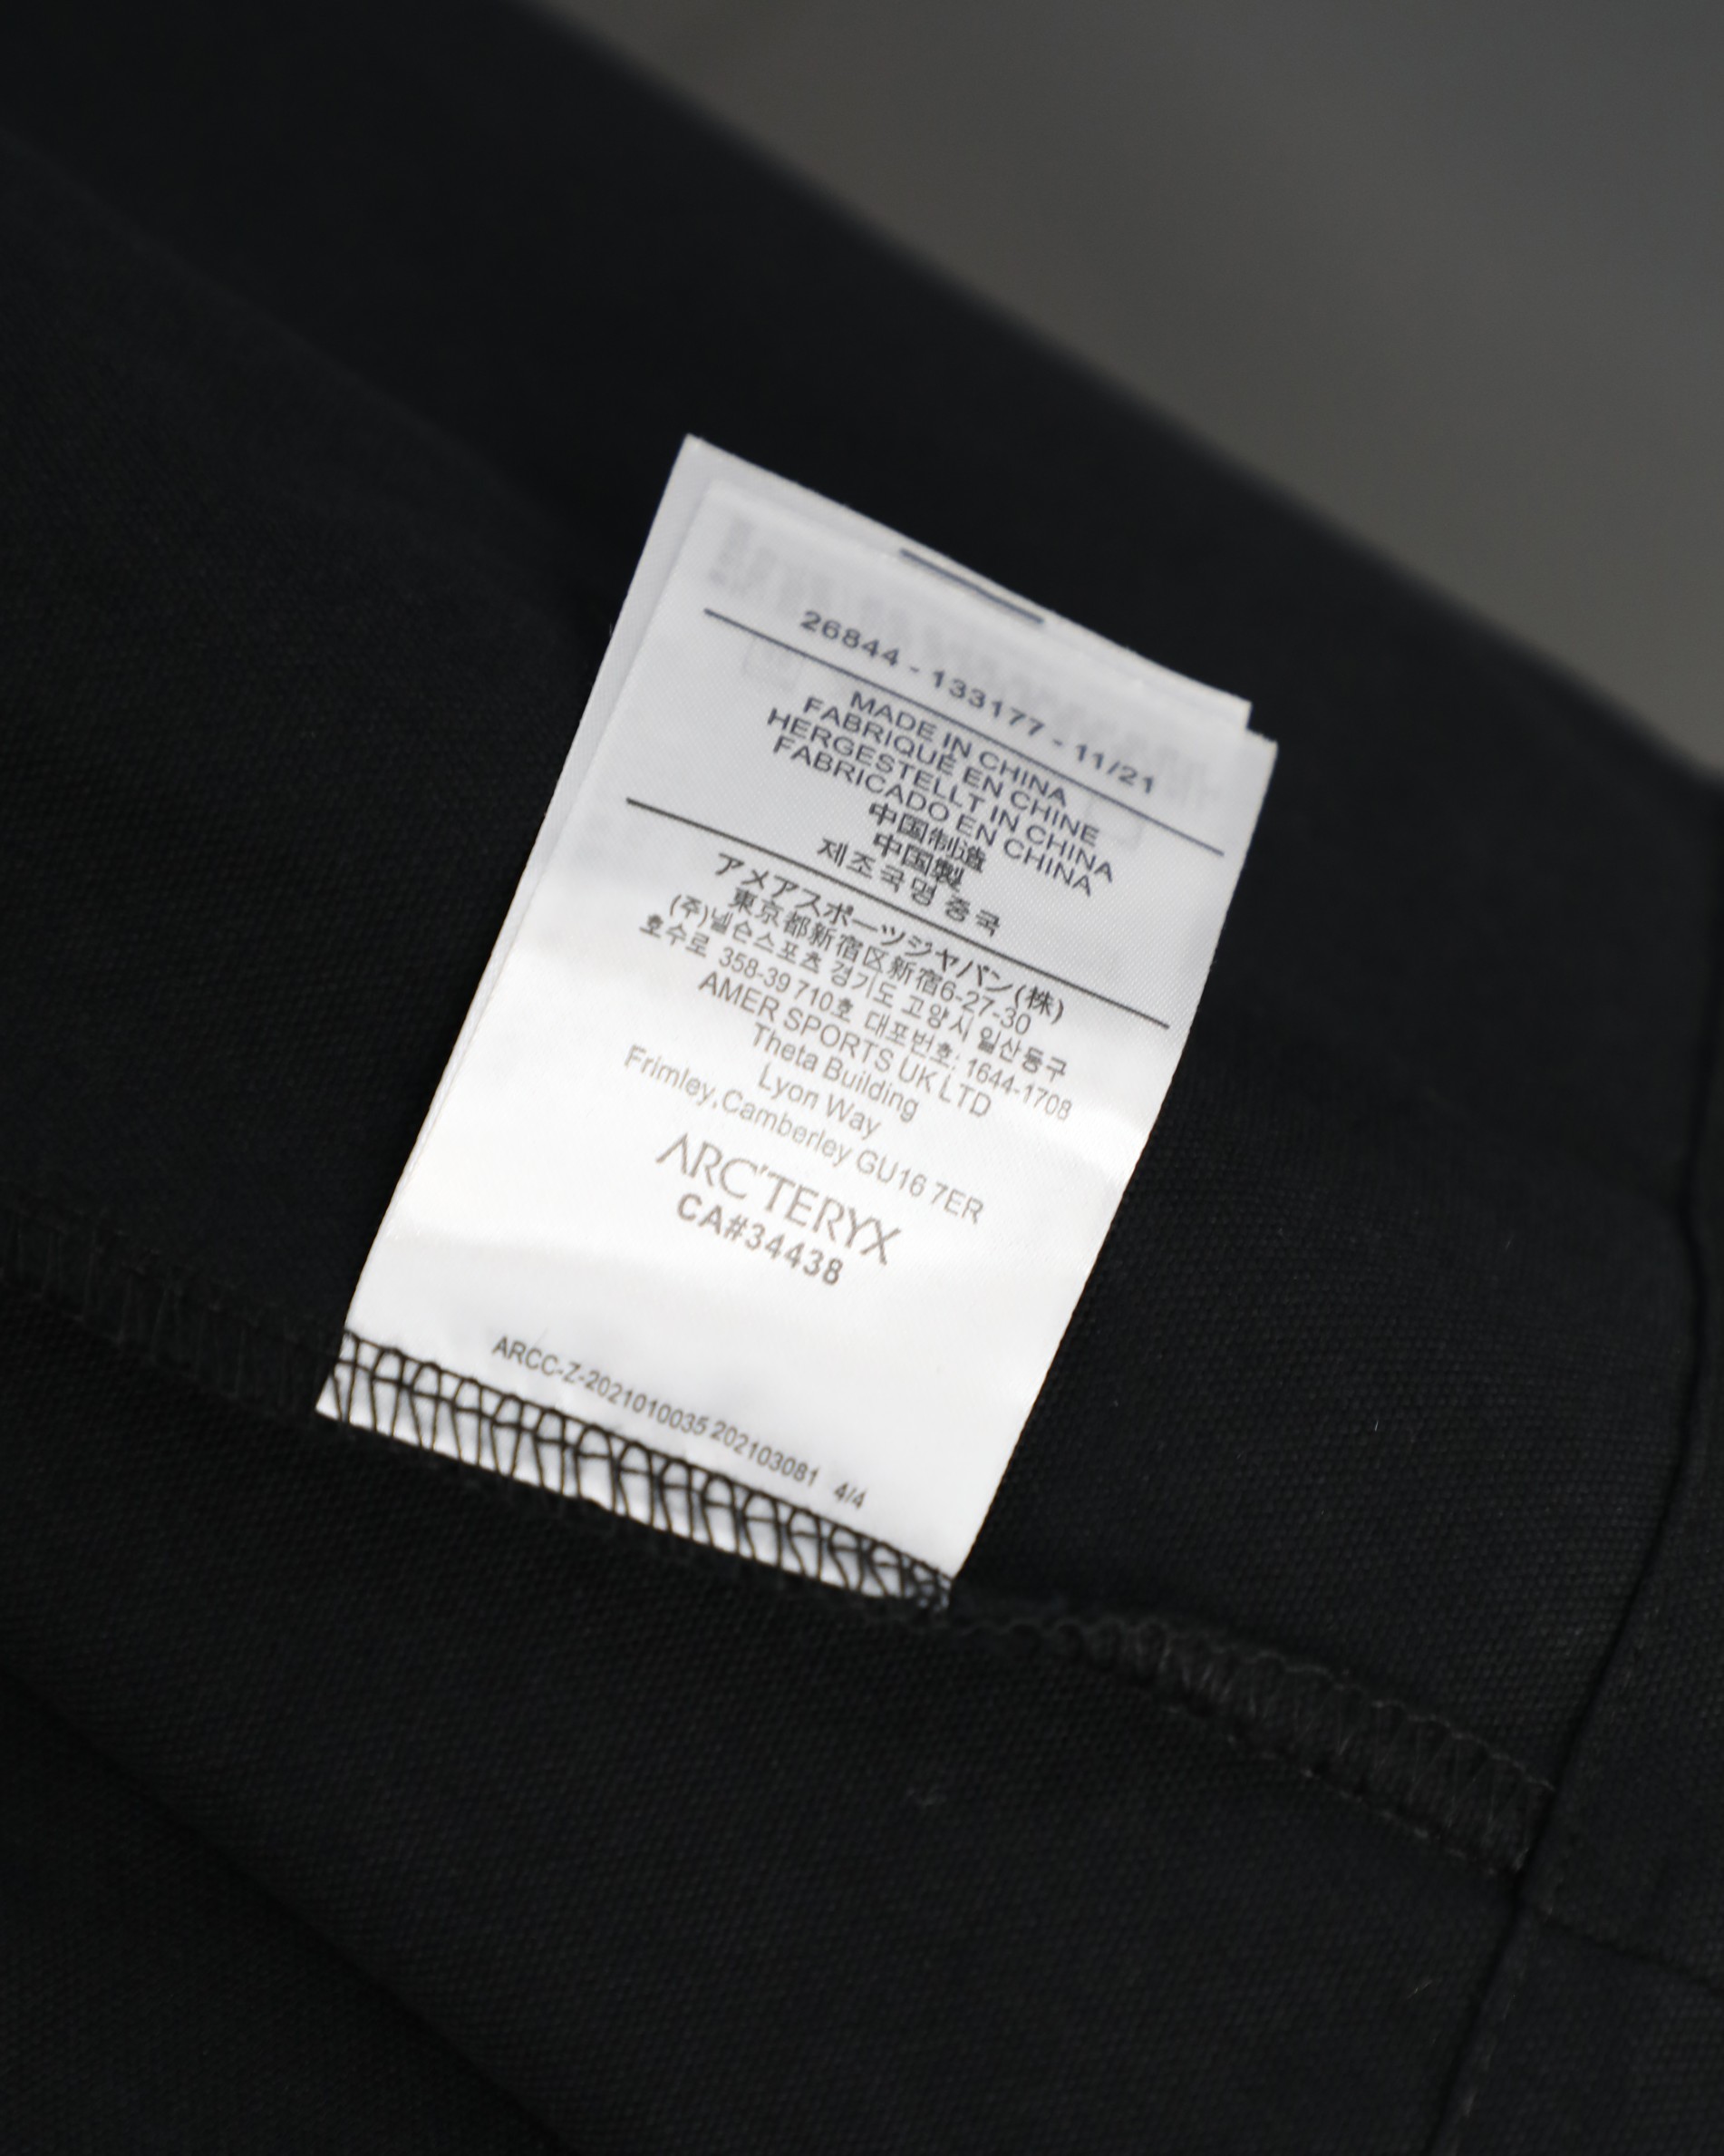 26844 - 133177 - 11/21
MADE IN CHINA
FABRIQUÉ EN CHINE
HERGESTELLT IN CHINA
FABRICADO EN CHINA
中国制造
中国製
제조국명 중국
アメアスポーツジャパン(株)
東京都新宿区新宿6-27-30
(주)넬슨스포츠 경기도 고양시 일산동구
호수로 358-39 710호 대표번호: 1644-1708
AMER SPORTS UK LTD
Theta Building
Lyon Way
Frimley,Camberley GU16 7ER
ARC'TERYX
CA#34438
ARCC-Z-2021010035 202103081 4/4